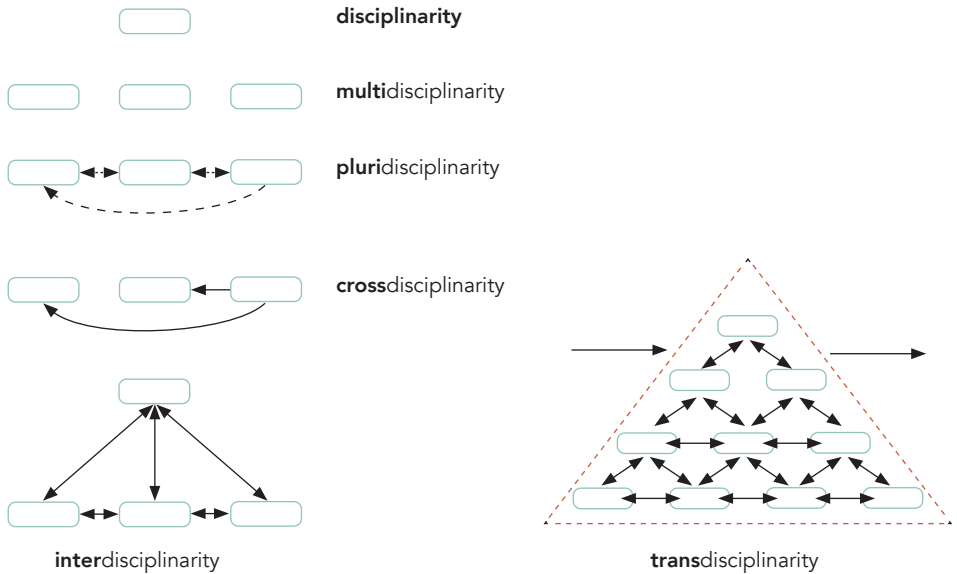 disciplinarity
multidisciplinarity
pluridisciplinarity
crossdisciplinarity
interdisciplinarity
transdisciplinarity